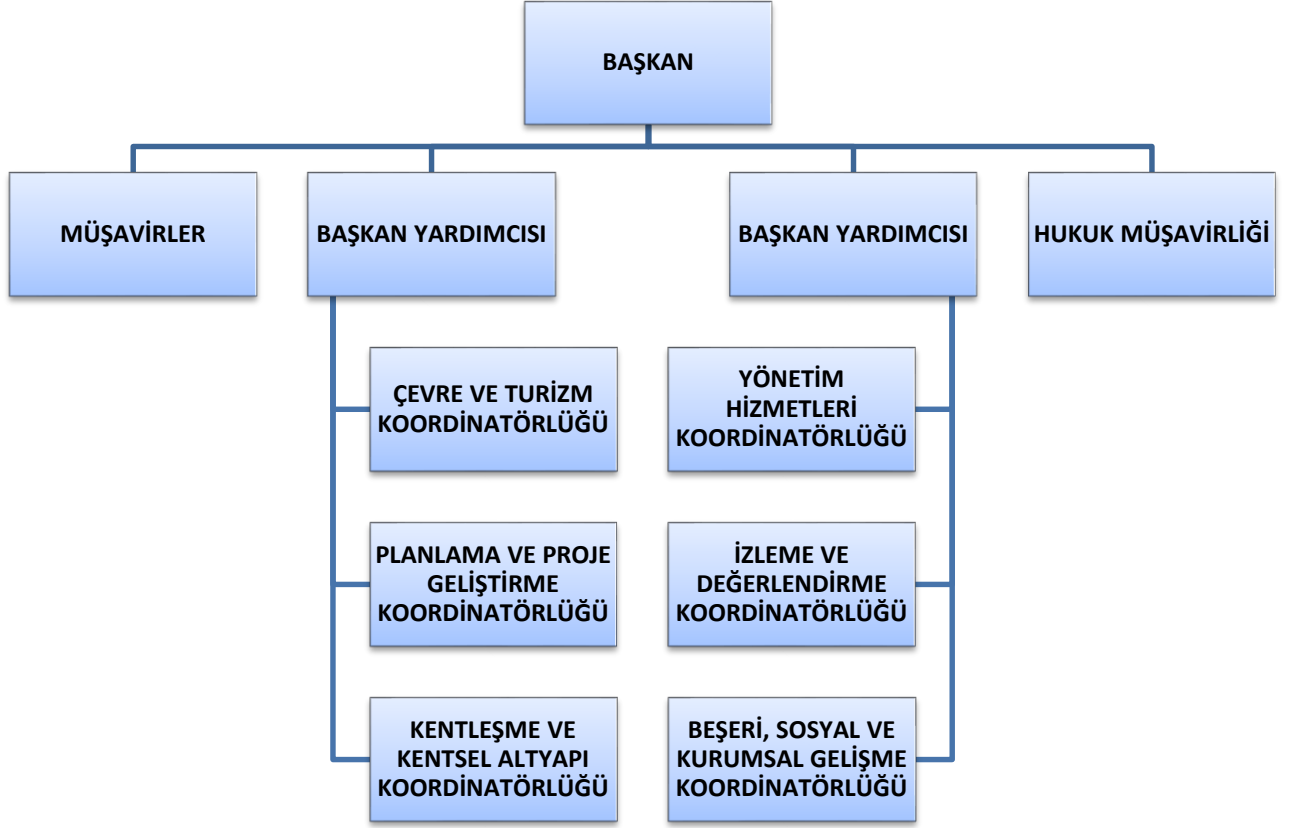 BAŞKAN
MÜŞAVİRLER
BAŞKAN YARDIMCISI
BAŞKAN YARDIMCISI
HUKUK MÜŞAVİRLİĞİ
ÇEVRE VE TURİZM
KOORDİNATÖRLÜĞÜ
PLANLAMA VE PROJE
GELİŞTİRME
KOORDİNATÖRLÜĞÜ
KENTLEŞME VE
KENTSEL ALTYAPI
KOORDİNATÖRLÜĞÜ
YÖNETİM
HİZMETLERİ
KOORDİNATÖRLÜĞÜ
İZLEME VE
DEĞERLENDİRME
KOORDİNATÖRLÜĞÜ
BEŞERİ, SOSYAL VE
KURUMSAL GELİŞME
KOORDİNATÖRLÜĞÜ